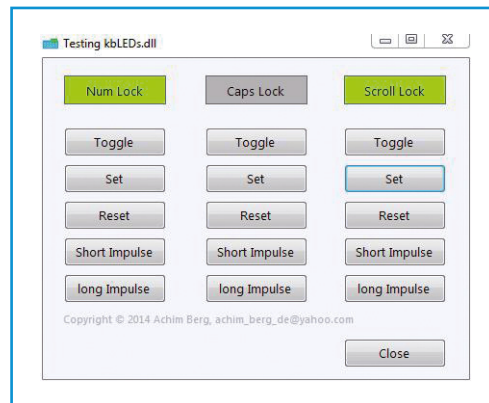 Testing kbLEDs.dll
Num Lock Caps Lock Scroll Lock
Toggle Toggle Toggle
Set Set Set
Reset Reset Reset
Short Impulse Short Impulse Short Impulse
long Impulse long Impulse long Impulse
Copyright © 2014 Achim Berg, achim_berg_de@yahoo.com
Close